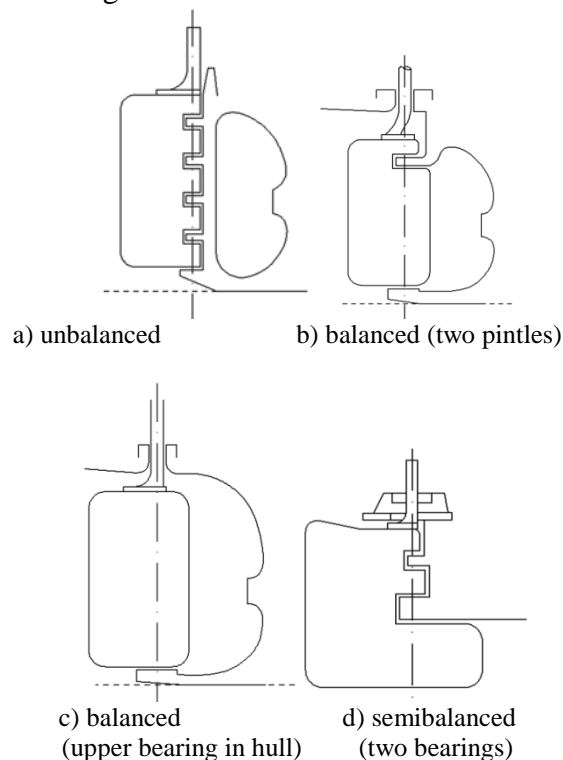 a) unbalanced
b) balanced (two pintles)
c) balanced
(upper bearing in hull)
d) semibalanced
(two bearings)